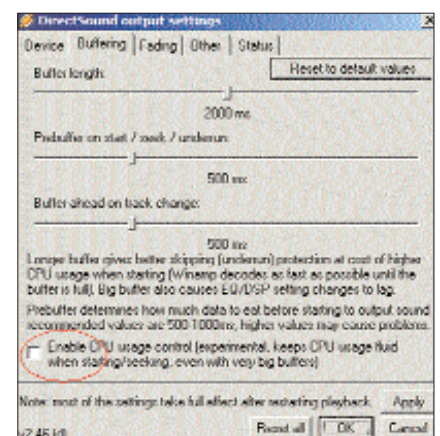 DirectSound output settings
Device Buffering Fading Other Status
Buffer length:
Reset to default values
2000 ms
Prebuffer on start / seek / underrun:
500 ms
Buffer-ahead on track change:
500 ms
Longer buffer gives better skipping (underrun) protection at cost of higher
CPU usage when starting (Winamp decodes as fast as possible until the
buffer is full). Big buffer also causes EQ/DSP setting changes to lag.
Prebuffer determines how much data to eat before starting to output sound
recommended values are 500-1000ms, higher values may cause problems.
Enable CPU usage control (experimental, keeps CPU usage fluid
when starting/seeking, even with very big buffers)
Note: most of the settings take full effect after restarting playback.
Apply
v2.46 (d)
Reset all OK Cancel